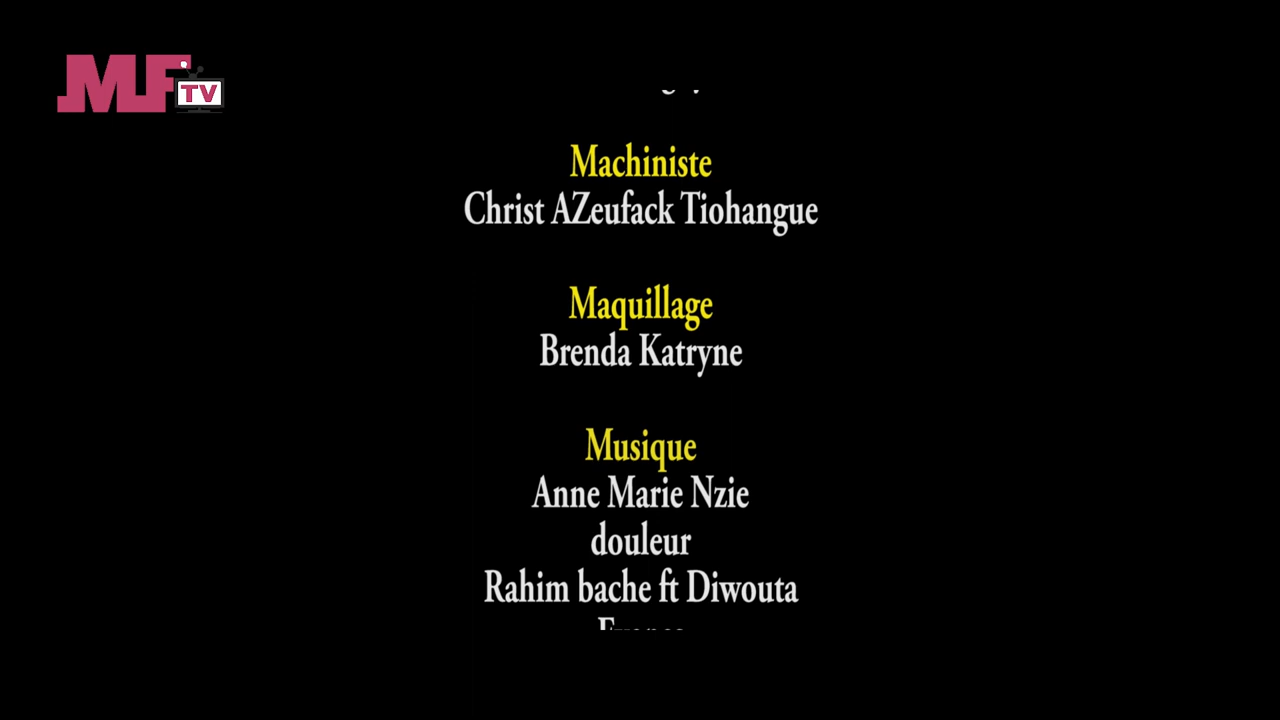 MF TV
Machiniste
Christ AZeufack Tiohangue
Maquillage
Brenda Katryne
Musique
Anne Marie Nzie
douleur
Rahim bache ft Diwouta